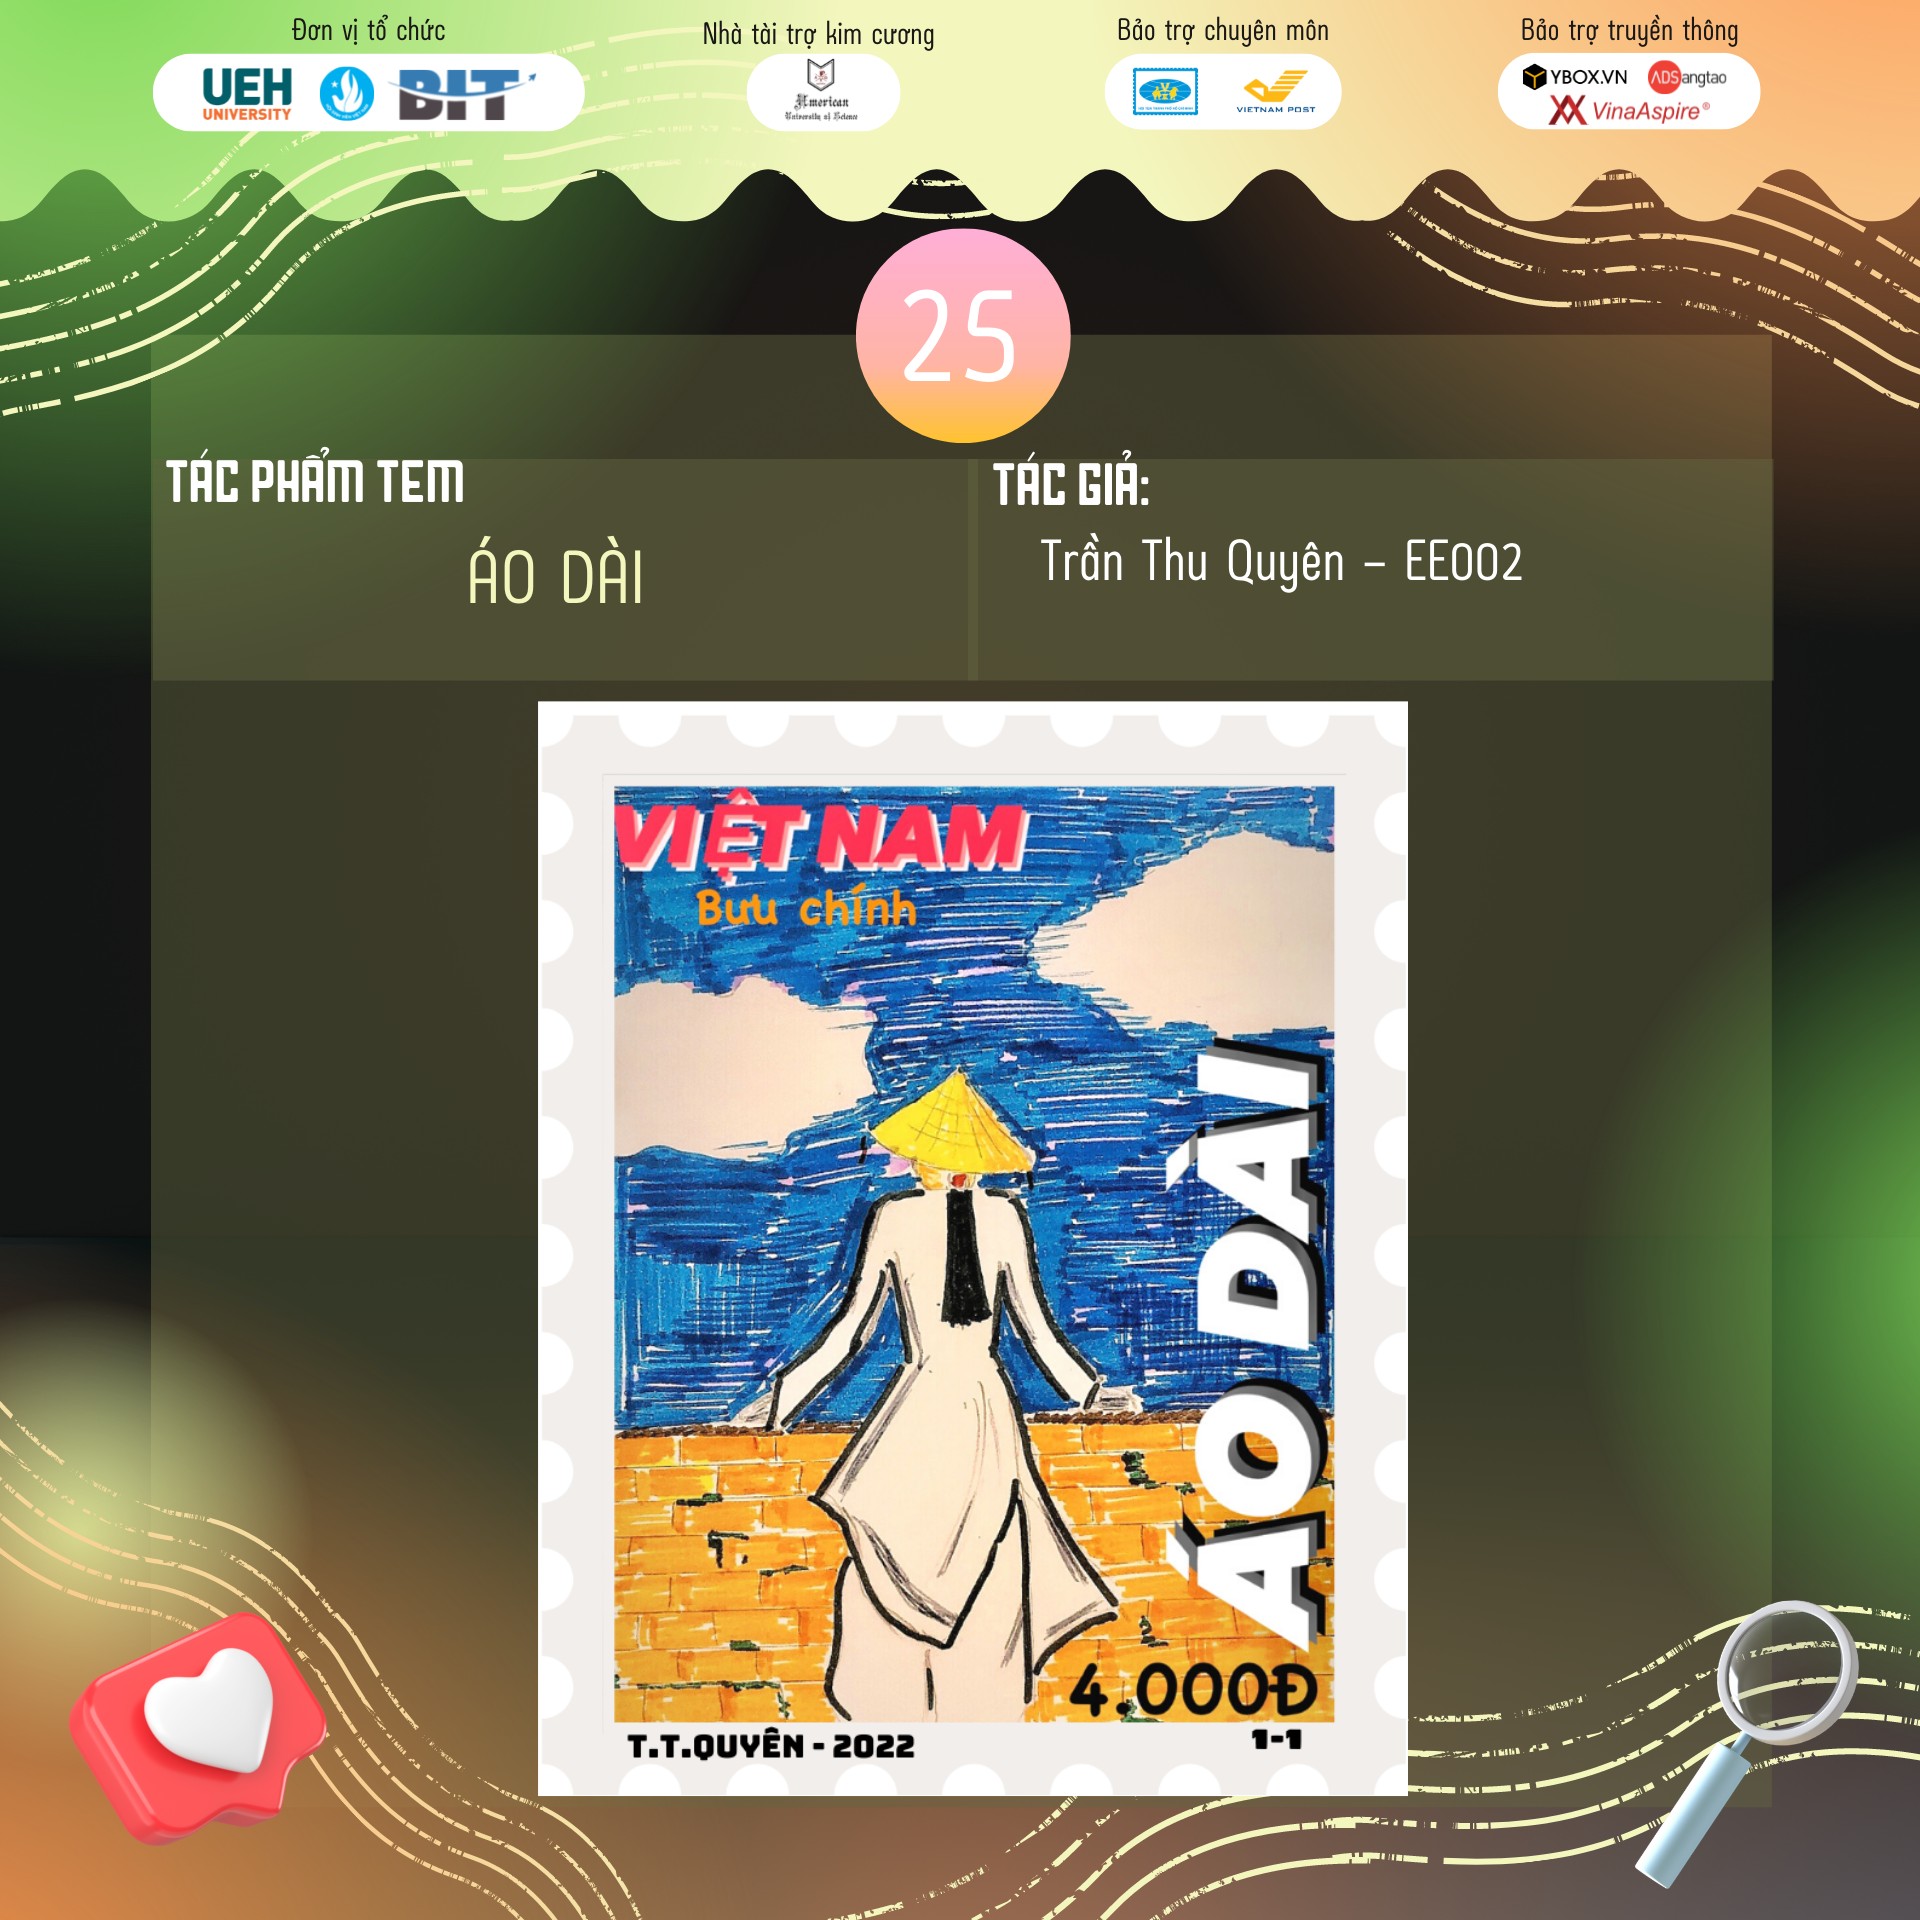 Đơn vị tổ chức
Nhà tài trợ kim cương
Bảo trợ chuyên môn
Bảo trợ truyền thông
UEH
UNIVERSITY
BIT
American
University of Science
VIETNAM POST
YBOX.VN
ADSangtao
VinaAspire®
25
TÁC PHẨM TEM
ÁO DÀI
TÁC GIẢ:
Trần Thu Quyên – EE002
VIỆT NAM
Bưu chính
ÁO DÀI
4.000Đ
T.T.QUYÊN - 2022
1-1